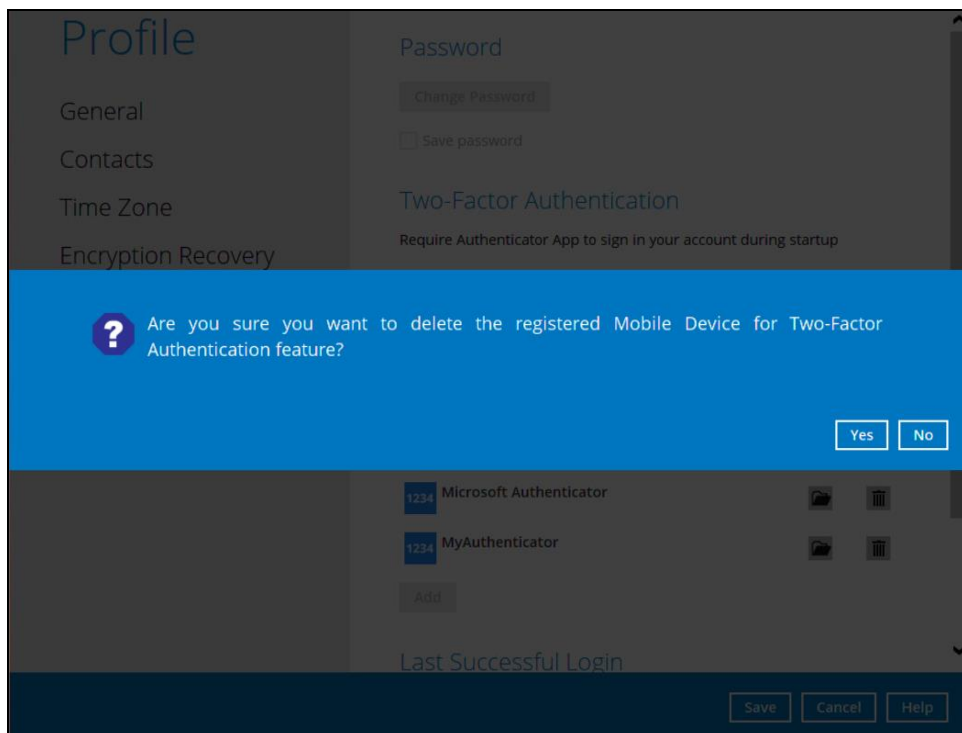 Profile
General
Contacts
Time Zone
Encryption Recovery
Password
Change Password
Save password
Two-Factor Authentication
Require Authenticator App to sign in your account during startup
?
Are you sure you want to delete the registered Mobile Device for Two-Factor
Authentication feature?
Yes No
1234 Microsoft Authenticator
1234 MyAuthenticator
Add
Last Successful Login
Save Cancel Help